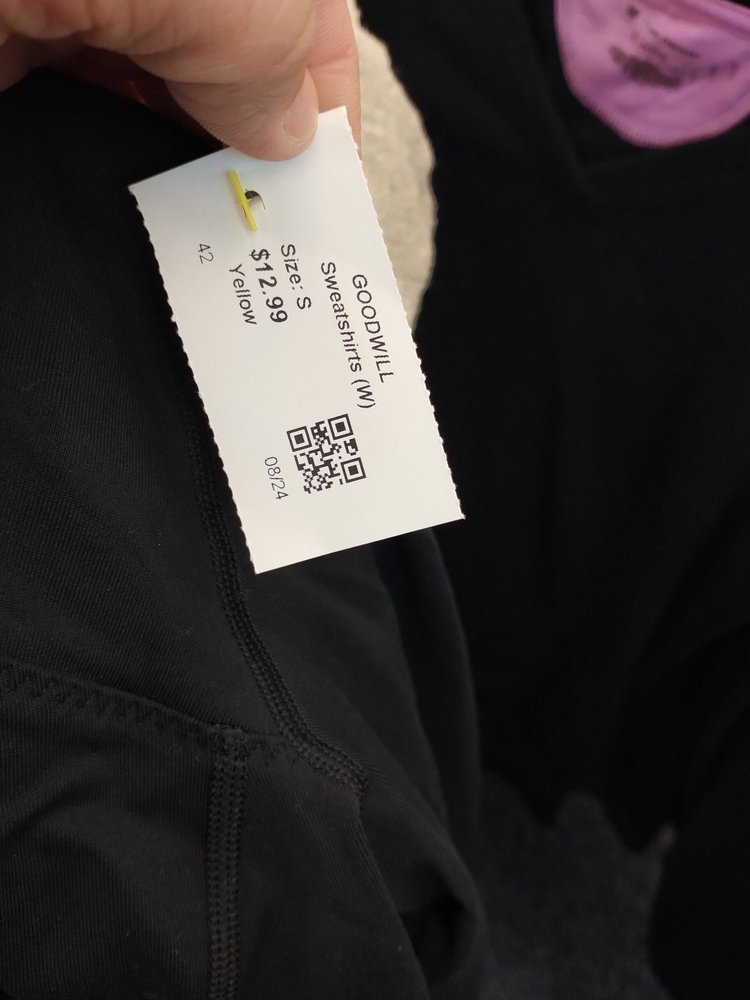 GOODWILL
Sweatshirts (W)
Size: S
$12.99
Yellow
42
08/24